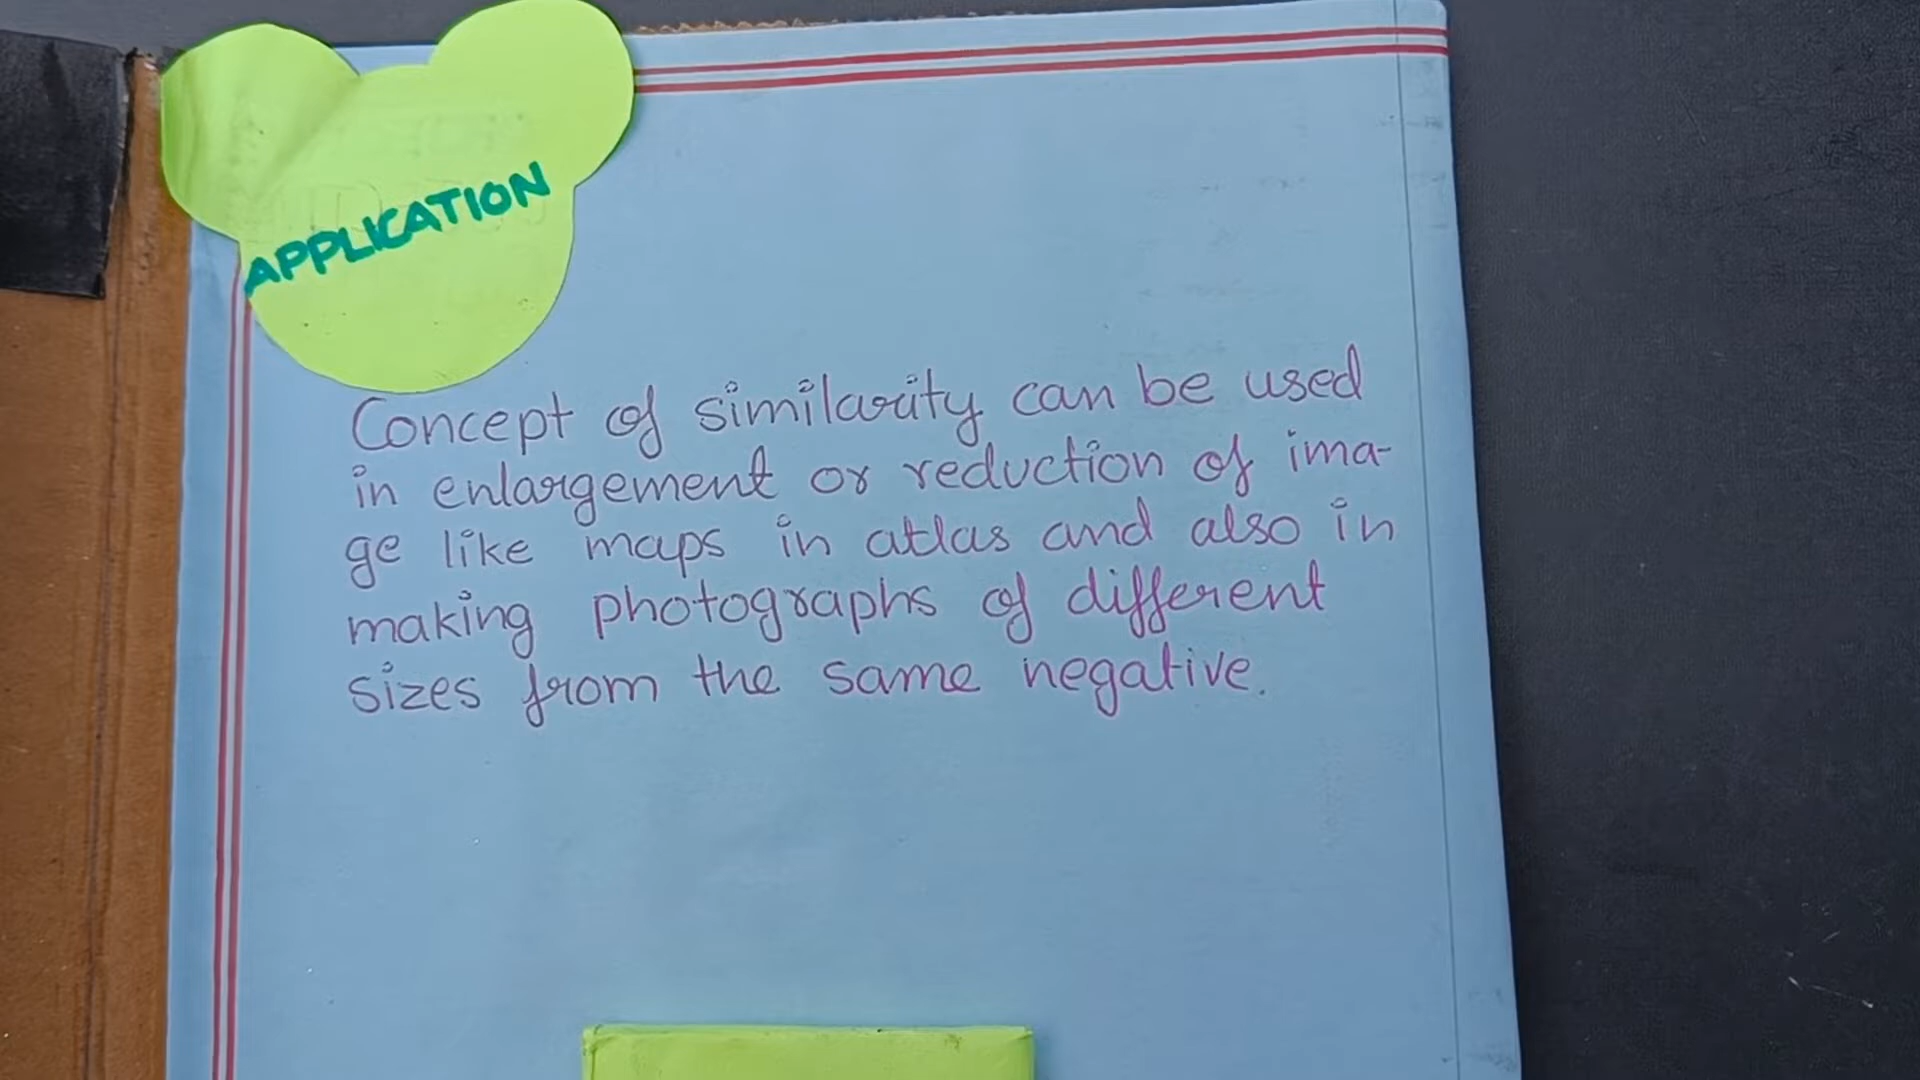 APPLICATION
Concept of similarity can be used
in enlargement or reduction of ima-
ge like maps in atlas and also in
making photographs of different
sizes from the same negative.